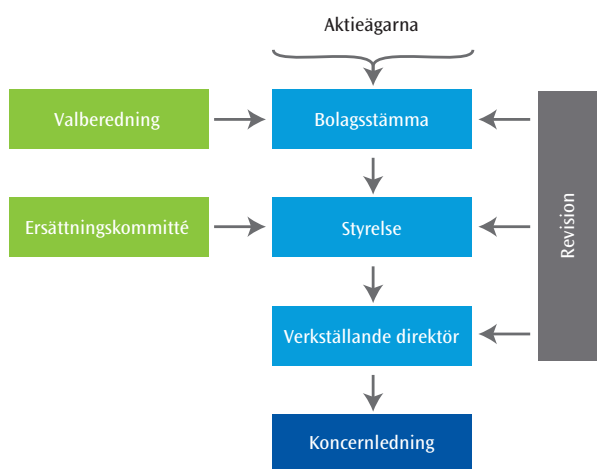 Aktieägarna
Valberedning
Bolagsstämma
Ersättningskommitté
Styrelse
Revision
Verkställande direktör
Koncernledning